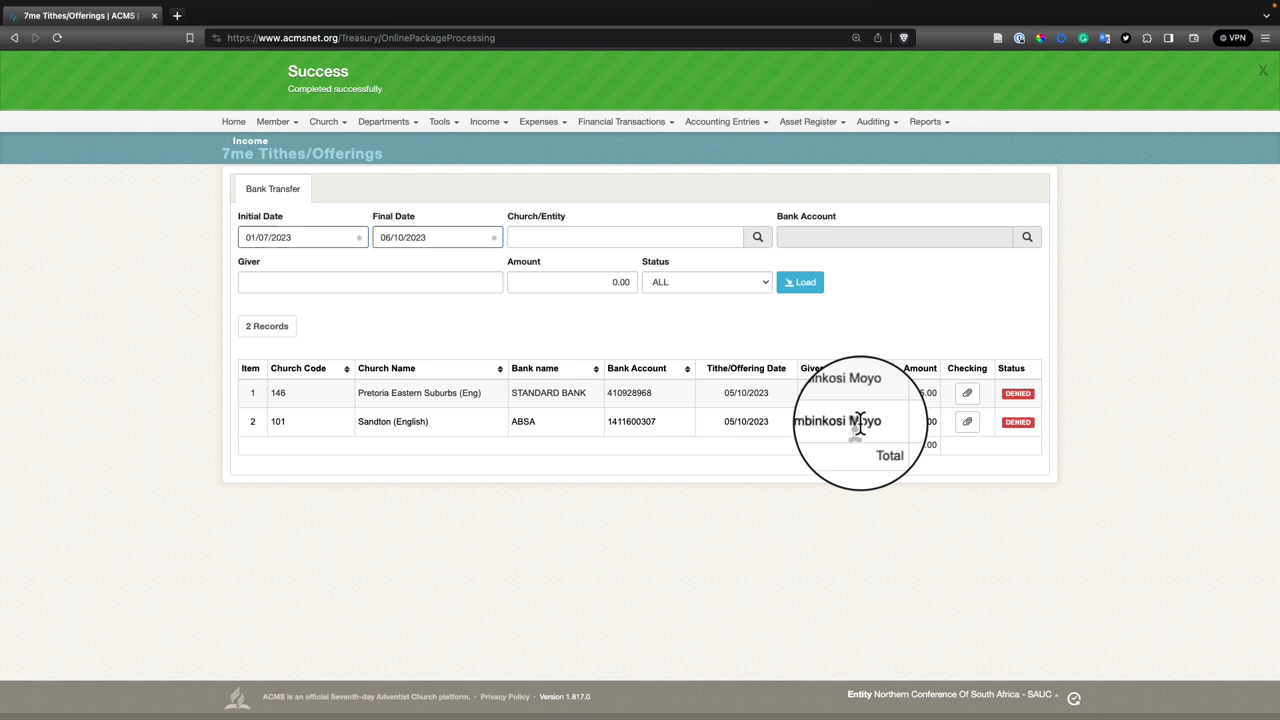 7me Tithes/Offerings | ACMS |
https://www.acmsnet.org/Treasury/OnlinePackageProcessing
VPN
Success
Completed successfully
X
Home Member Church Departments Tools Income Expenses Financial Transactions Accounting Entries Asset Register Auditing Reports
Income
7me Tithes/Offerings
Bank Transfer
Initial Date Final Date Church/Entity Bank Account
01/07/2023 06/10/2023
Giver Amount Status
0.00 ALL Load
2 Records
Item Church Code Church Name Bank name Bank Account Tithe/Offering Date Amount Checking Status
1 146 Pretoria Eastern Suburbs (Eng) STANDARD BANK 410928968 05/10/2023 Moyo DENIED
2 101 Sandton (English) ABSA 1411600307 05/10/2023 mbinkosi Moyo DENIED
Total
ACMS is an official Seventh-day Adventist Church platform. · Privacy Policy · Version 1.817.0
Entity Northern Conference Of South Africa - SAUC